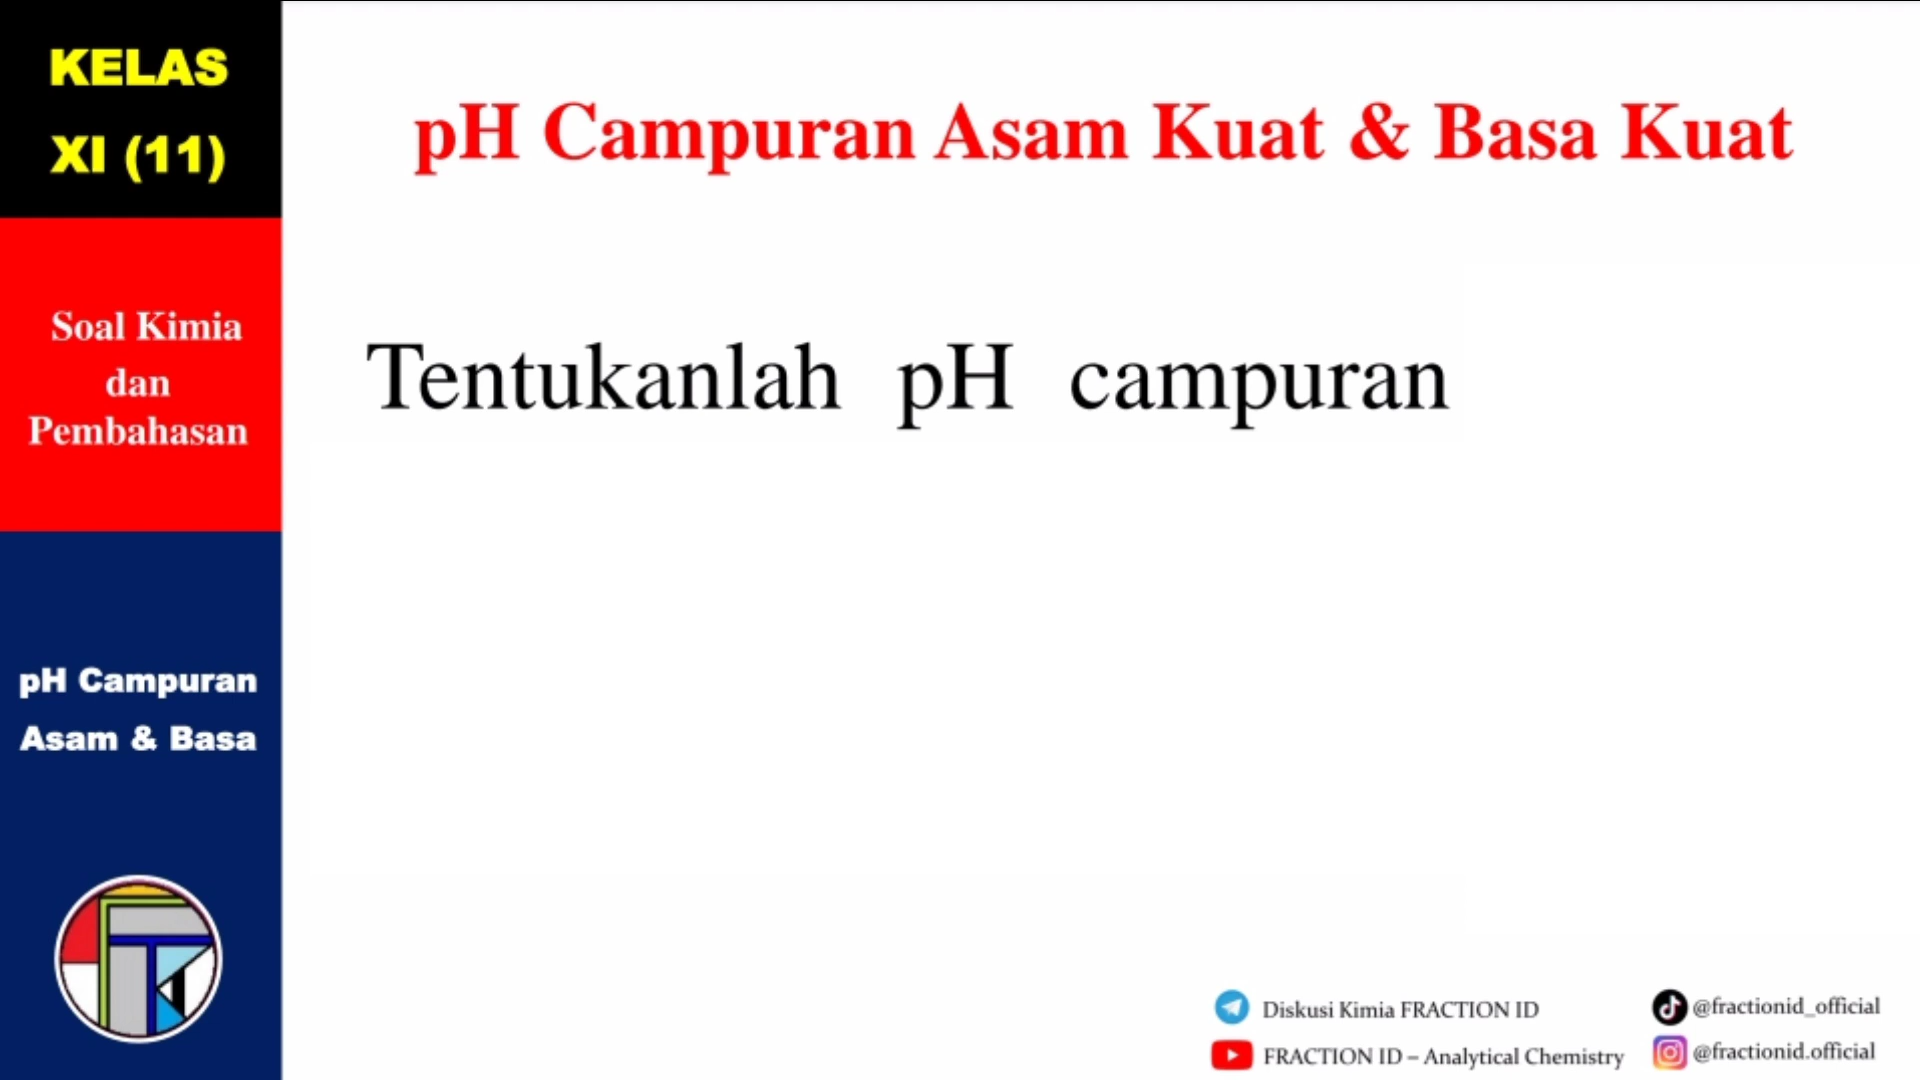 KELAS
XI (11)
Soal Kimia
dan
Pembahasan
pH Campuran
Asam & Basa
pH Campuran Asam Kuat & Basa Kuat
Tentukanlah pH campuran
Diskusi Kimia FRACTION ID
@fractionid_official
FRACTION ID – Analytical Chemistry
@fractionid.official